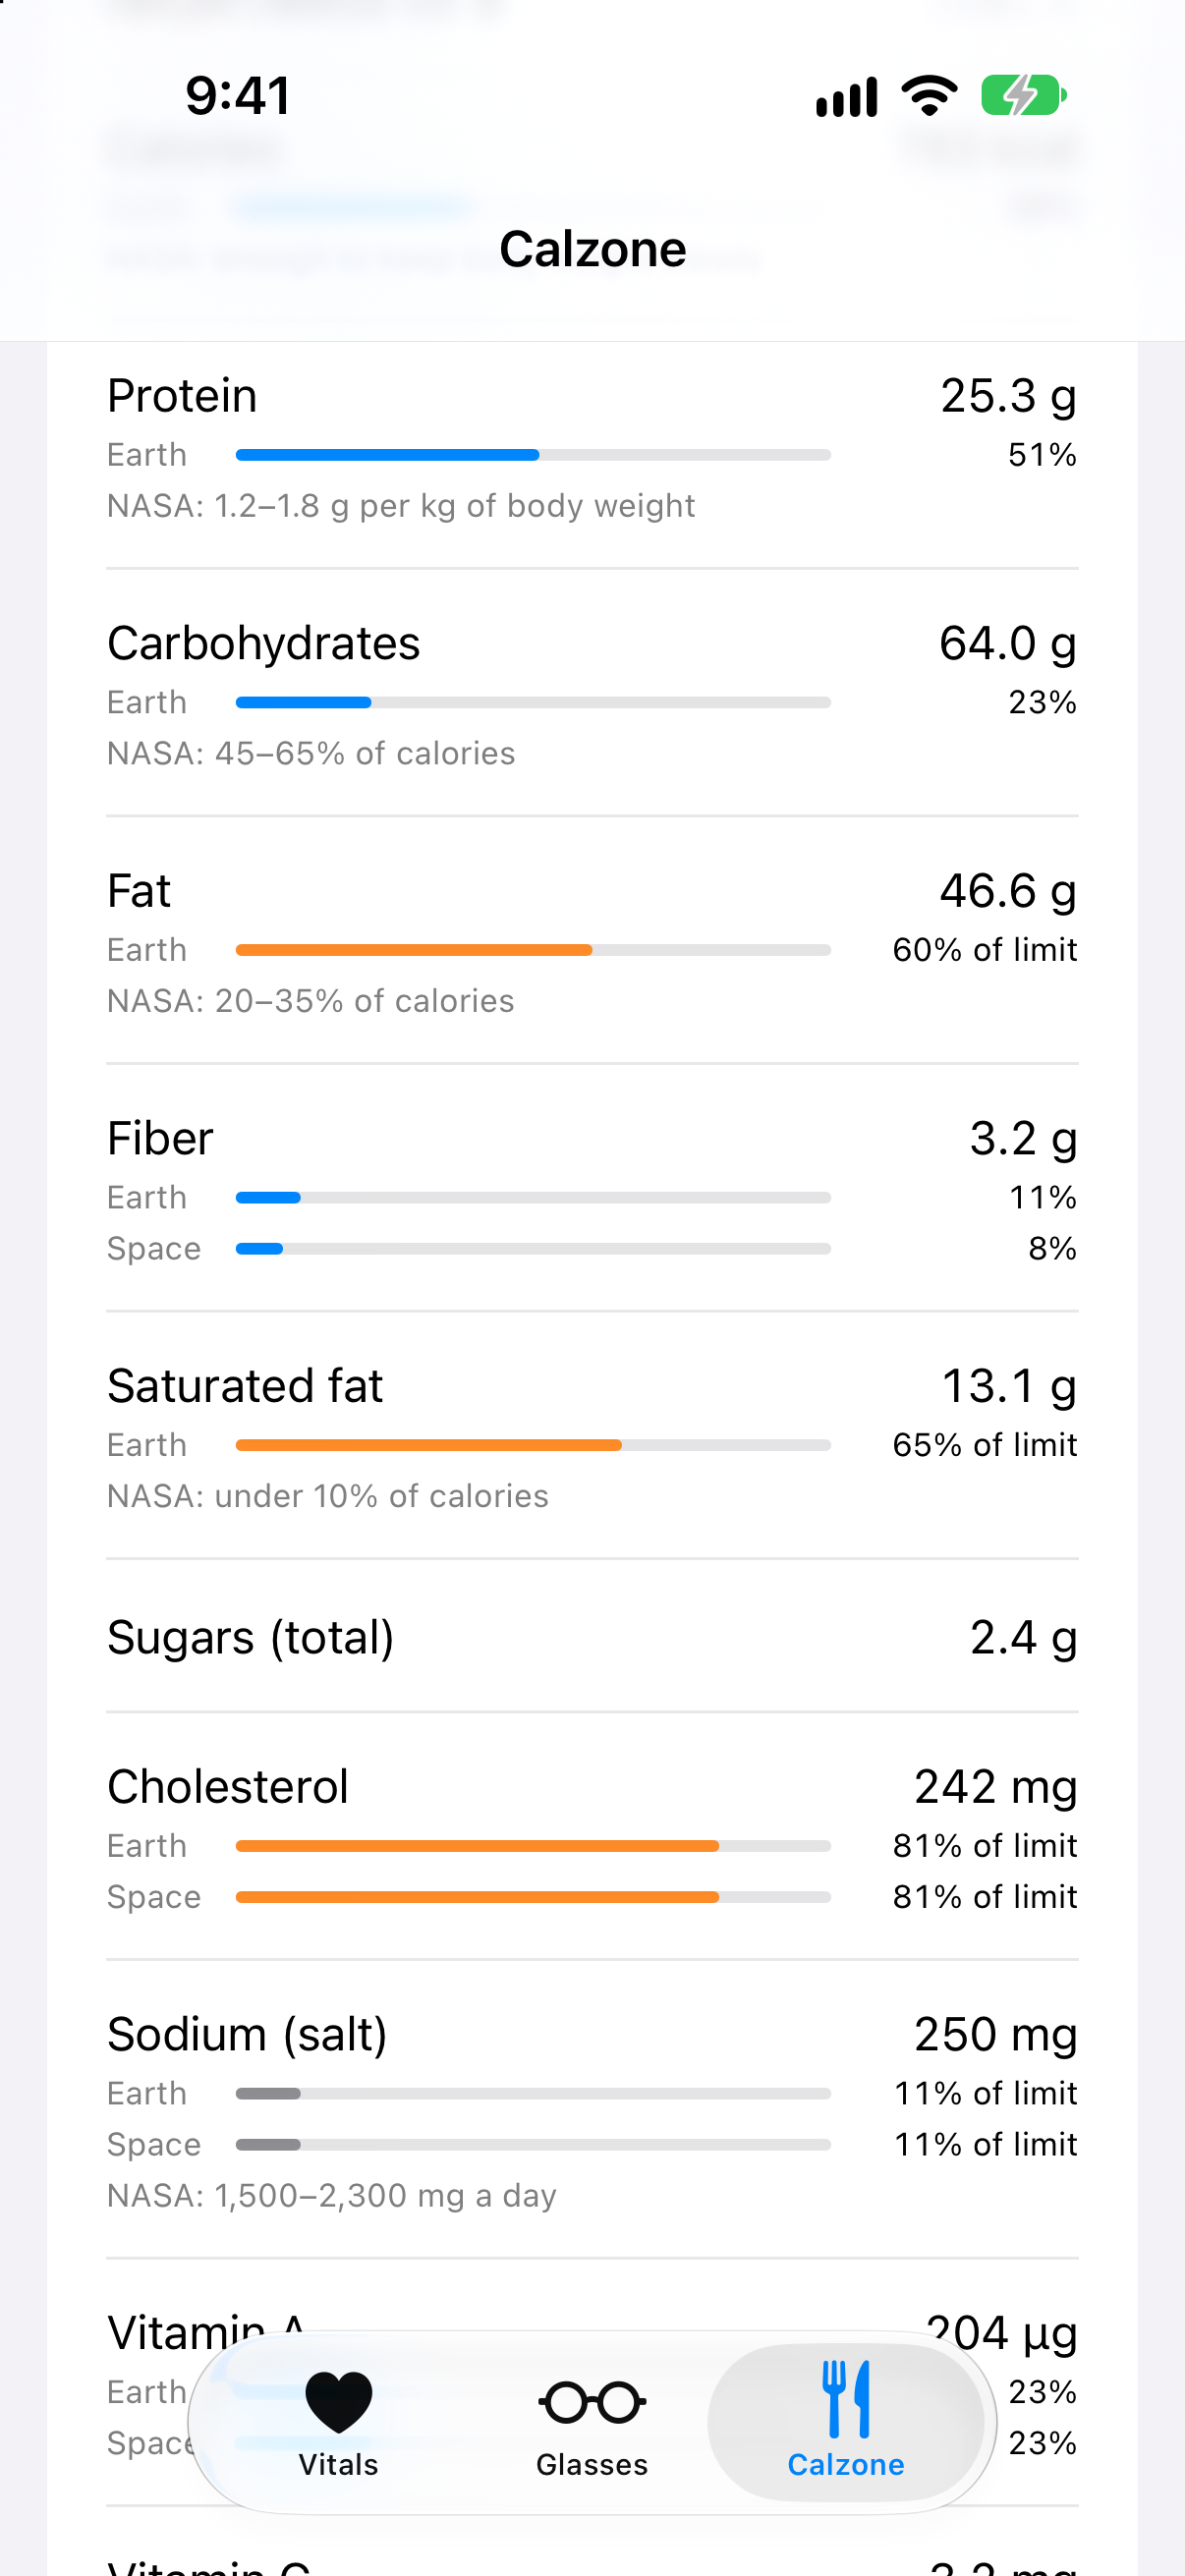 9:41
Calzone
Protein 25.3 g
Earth 51%
NASA: 1.2–1.8 g per kg of body weight
Carbohydrates 64.0 g
Earth 23%
NASA: 45–65% of calories
Fat 46.6 g
Earth 60% of limit
NASA: 20–35% of calories
Fiber 3.2 g
Earth 11%
Space 8%
Saturated fat 13.1 g
Earth 65% of limit
NASA: under 10% of calories
Sugars (total) 2.4 g
Cholesterol 242 mg
Earth 81% of limit
Space 81% of limit
Sodium (salt) 250 mg
Earth 11% of limit
Space 11% of limit
NASA: 1,500–2,300 mg a day
Vitamin A 204 µg
Earth 23%
Space 23%
Vitals Glasses Calzone